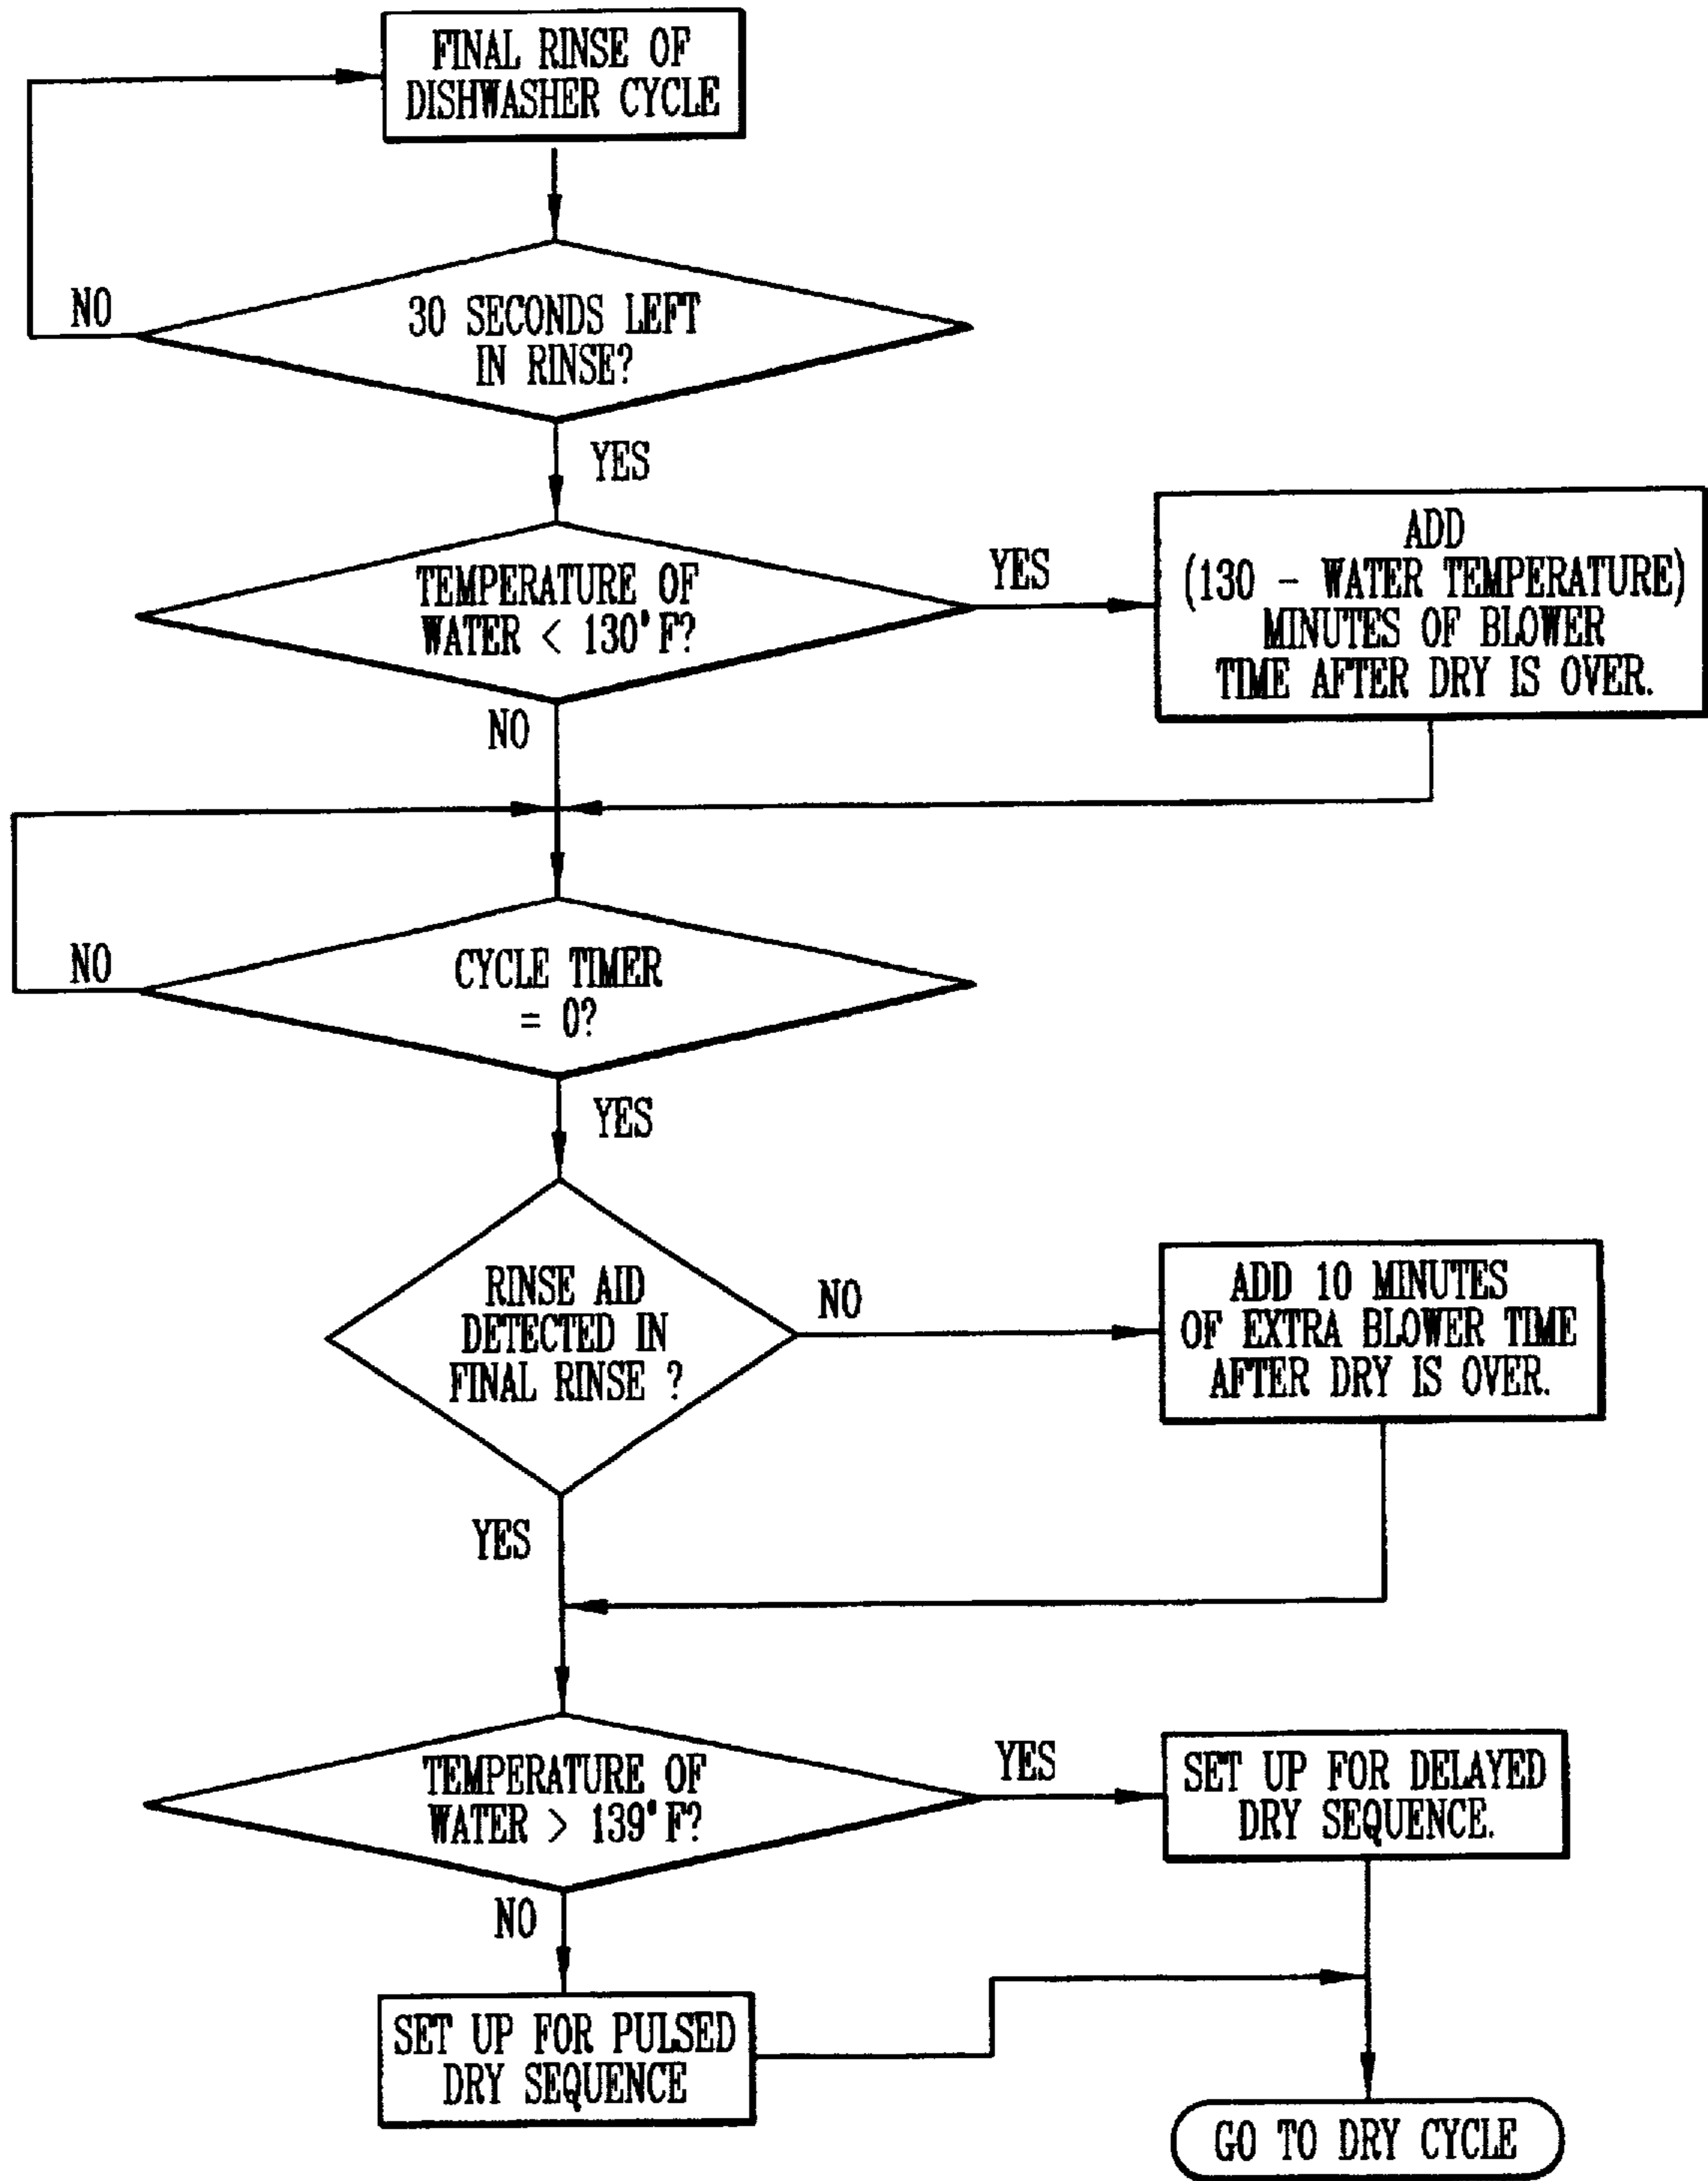 FINAL RINSE OF
DISHWASHER CYCLE
NO
30 SECONDS LEFT
IN RINSE?
YES
TEMPERATURE OF
WATER < 130°F?
YES
ADD
(130 - WATER TEMPERATURE)
MINUTES OF BLOWER
TIME AFTER DRY IS OVER.
NO
NO
CYCLE TIMER
= 0?
YES
RINSE AID
DETECTED IN
FINAL RINSE ?
NO
ADD 10 MINUTES
OF EXTRA BLOWER TIME
AFTER DRY IS OVER.
YES
TEMPERATURE OF
WATER > 139°F?
YES
SET UP FOR DELAYED
DRY SEQUENCE.
NO
SET UP FOR PULSED
DRY SEQUENCE
GO TO DRY CYCLE